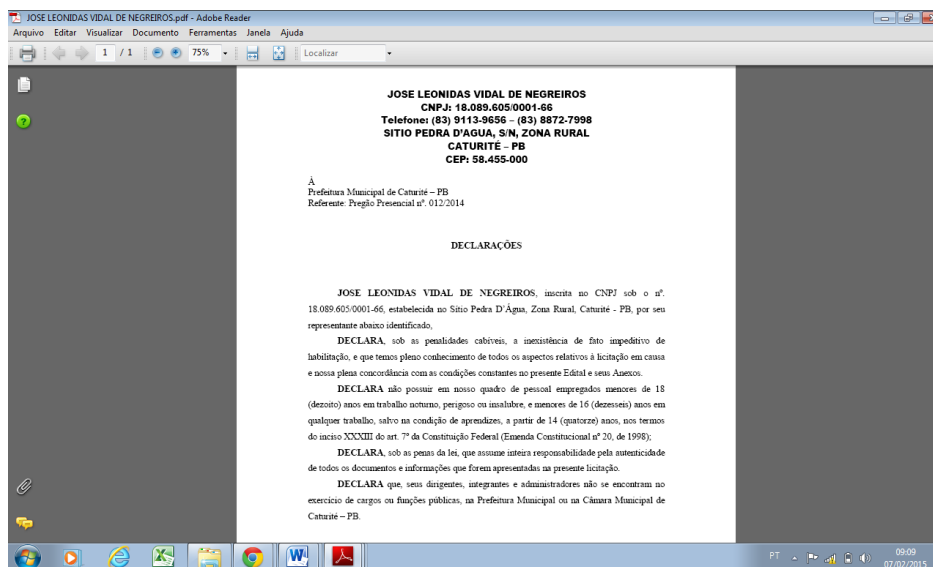 JOSE LEONIDAS VIDAL DE NEGREIROS.pdf - Adobe Reader
Arquivo Editar Visualizar Documento Ferramentas Janela Ajuda
1 / 1 75% Localizar
JOSE LEONIDAS VIDAL DE NEGREIROS
CNPJ: 18.089.605/0001-66
Telefone: (83) 9113-9656 – (83) 8872-7998
SITIO PEDRA D'AGUA, S/N, ZONA RURAL
CATURITÉ – PB
CEP: 58.455-000
À
Prefeitura Municipal de Caturité – PB
Referente: Pregão Presencial nº. 012/2014
DECLARAÇÕES
JOSE LEONIDAS VIDAL DE NEGREIROS, inscrita no CNPJ sob o nº.
18.089.605/0001-66, estabelecida no Sítio Pedra D'Água, Zona Rural, Caturité - PB, por seu
representante abaixo identificado,
DECLARA, sob as penalidades cabíveis, a inexistência de fato impeditivo de
habilitação, e que temos pleno conhecimento de todos os aspectos relativos à licitação em causa
e nossa plena concordância com as condições constantes no presente Edital e seus Anexos.
DECLARA não possuir em nosso quadro de pessoal empregados menores de 18
(dezoito) anos em trabalho noturno, perigoso ou insalubre, e menores de 16 (dezesseis) anos em
qualquer trabalho, salvo na condição de aprendizes, a partir de 14 (quatorze) anos, nos termos
do inciso XXXIII do art. 7º da Constituição Federal (Emenda Constitucional nº 20, de 1998);
DECLARA, sob as penas da lei, que assume inteira responsabilidade pela autenticidade
de todos os documentos e informações que forem apresentadas na presente licitação.
DECLARA que, seus dirigentes, integrantes e administradores não se encontram no
exercício de cargos ou funções públicas, na Prefeitura Municipal ou na Câmara Municipal de
Caturité – PB.
PT 09:09
07/02/2015